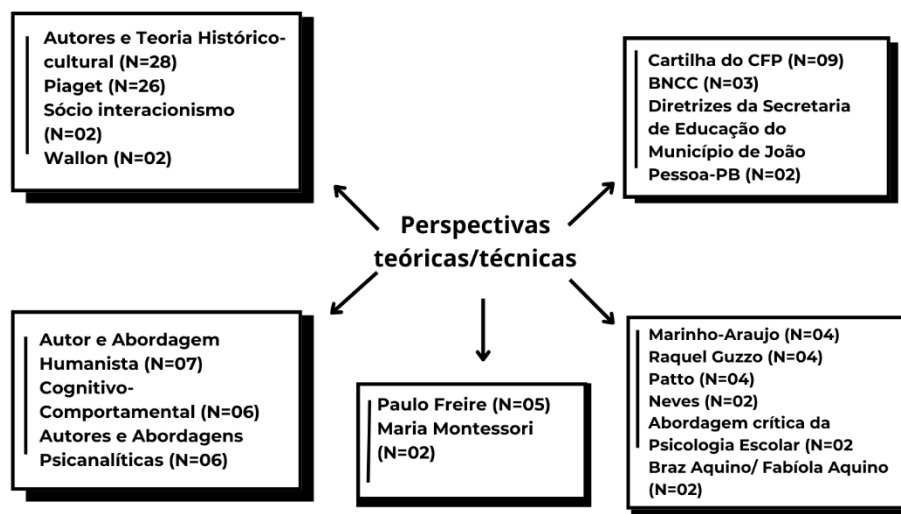 Autores e Teoria Histórico-
cultural (N=28)
Piaget (N=26)
Sócio interacionismo
(N=02)
Wallon (N=02)
Cartilha do CFP (N=09)
BNCC (N=03)
Diretrizes da Secretaria
de Educação do
Município de João
Pessoa-PB (N=02)
Perspectivas
teóricas/técnicas
Autor e Abordagem
Humanista (N=07)
Cognitivo-
Comportamental (N=06)
Autores e Abordagens
Psicanalíticas (N=06)
Paulo Freire (N=05)
Maria Montessori
(N=02)
Marinho-Araujo (N=04)
Raquel Guzzo (N=04)
Patto (N=04)
Neves (N=02)
Abordagem crítica da
Psicologia Escolar (N=02
Braz Aquino/ Fabíola Aquino
(N=02)